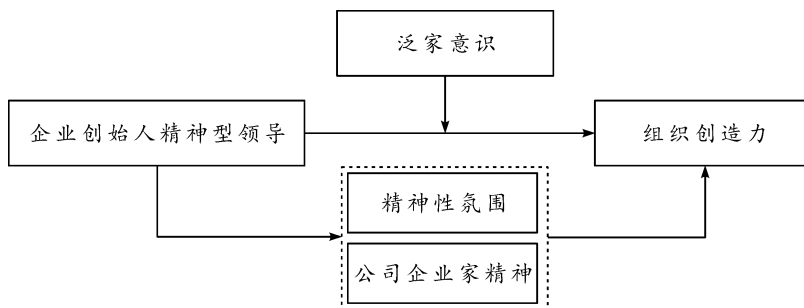 泛家意识
企业创始人精神型领导
组织创造力
精神性氛围
公司企业家精神